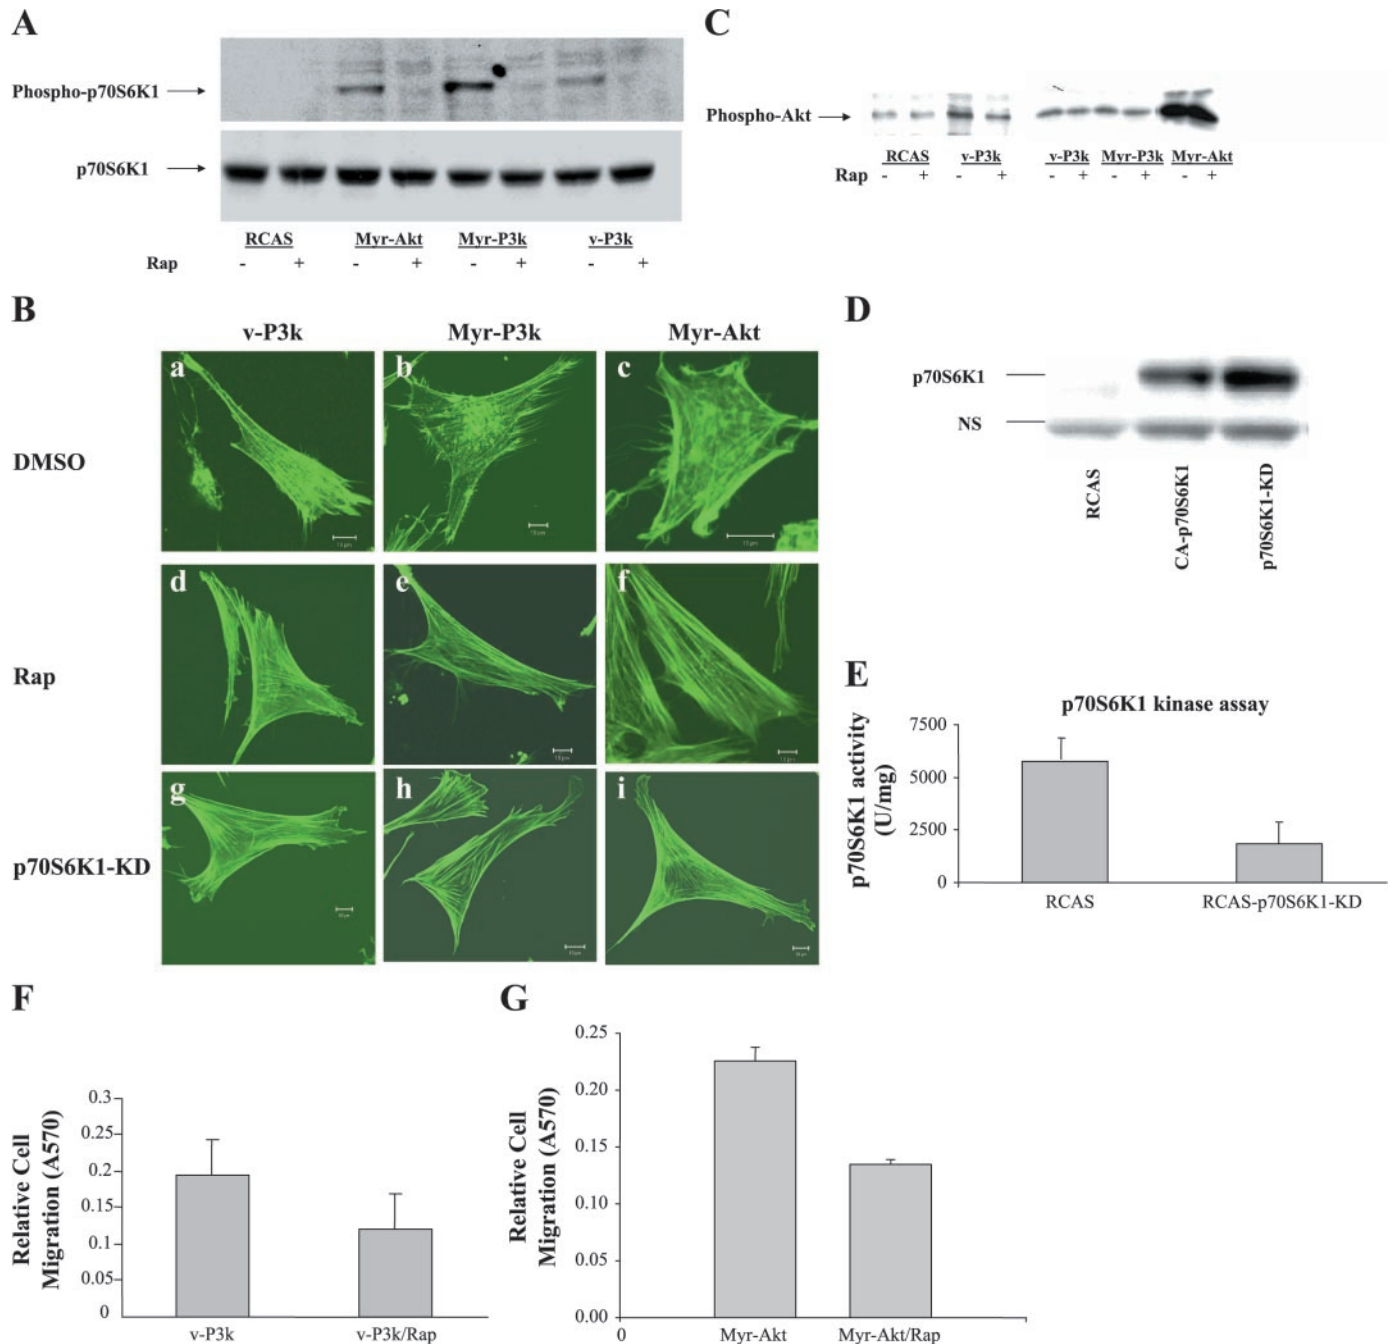 A
Phospho-p70S6K1
p70S6K1
RCAS Myr-Akt Myr-P3k v-P3k
Rap - + - + - + - +
C
Phospho-Akt
RCAS v-P3k v-P3k Myr-P3k Myr-Akt
Rap - + - + - + - + - +
B
v-P3k Myr-P3k Myr-Akt
DMSO
a b c
Rap
d e f
p70S6K1-KD
g h i
D
p70S6K1
NS
RCAS
CA-p70S6K1
p70S6K1-KD
E
p70S6K1 kinase assay
p70S6K1 activity
(U/mg)
7500
5000
2500
0
RCAS RCAS-p70S6K1-KD
F
Relative Cell
Migration (A570)
0.3
0.25
0.2
0.15
0.1
0.05
0
v-P3k v-P3k/Rap
G
Relative Cell
Migration (A570)
0.25
0.20
0.15
0.10
0.05
0.00
0 Myr-Akt Myr-Akt/Rap